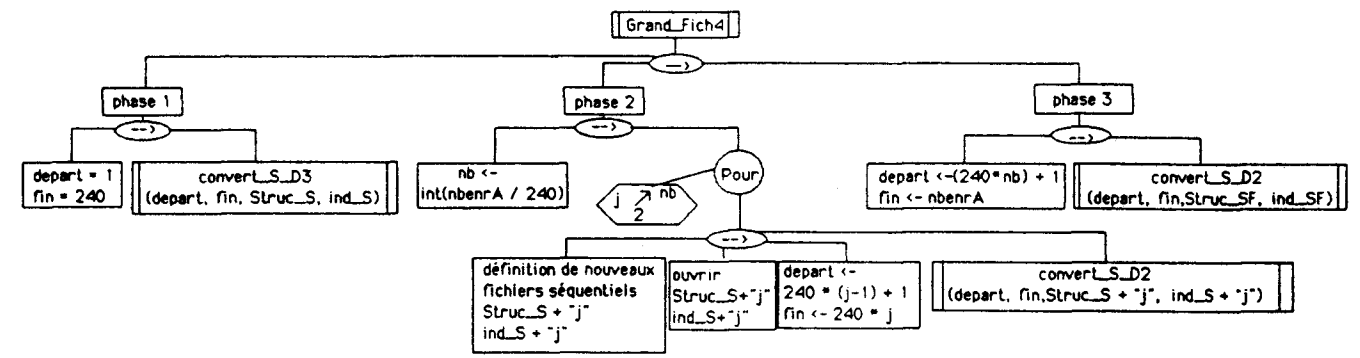 Grand_Fich4
-->
phase 1
phase 2
phase 3
-->
-->
-->
depart = 1
fin = 240
convert_S_D3
(depart, fin, Struc_S, ind_S)
nb <-
int(nbenrA / 240)
Pour
j nb
2
depart <-(240*nb) + 1
fin <- nbenrA
convert_S_D2
(depart, fin,Struc_SF, ind_SF)
-->
définition de nouveaux
fichiers séquentiels
Struc_S + "j"
ind_S + "j"
ouvrir
Struc_S+"j"
ind_S+"j"
depart <-
240 * (j-1) + 1
fin <- 240 * j
convert_S_D2
(depart, fin,Struc_S + "j", ind_S + "j")